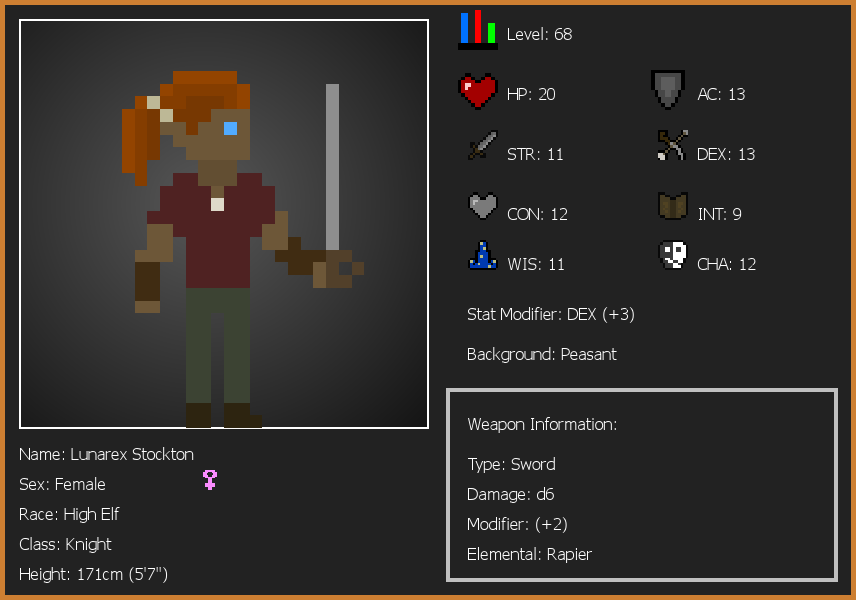 Level: 68
HP: 20
AC: 13
STR: 11
DEX: 13
CON: 12
INT: 9
WIS: 11
CHA: 12
Stat Modifier: DEX (+3)
Background: Peasant
Weapon Information:
Type: Sword
Damage: d6
Modifier: (+2)
Elemental: Rapier
Name: Lunarex Stockton
Sex: Female
Race: High Elf
Class: Knight
Height: 171cm (5'7")